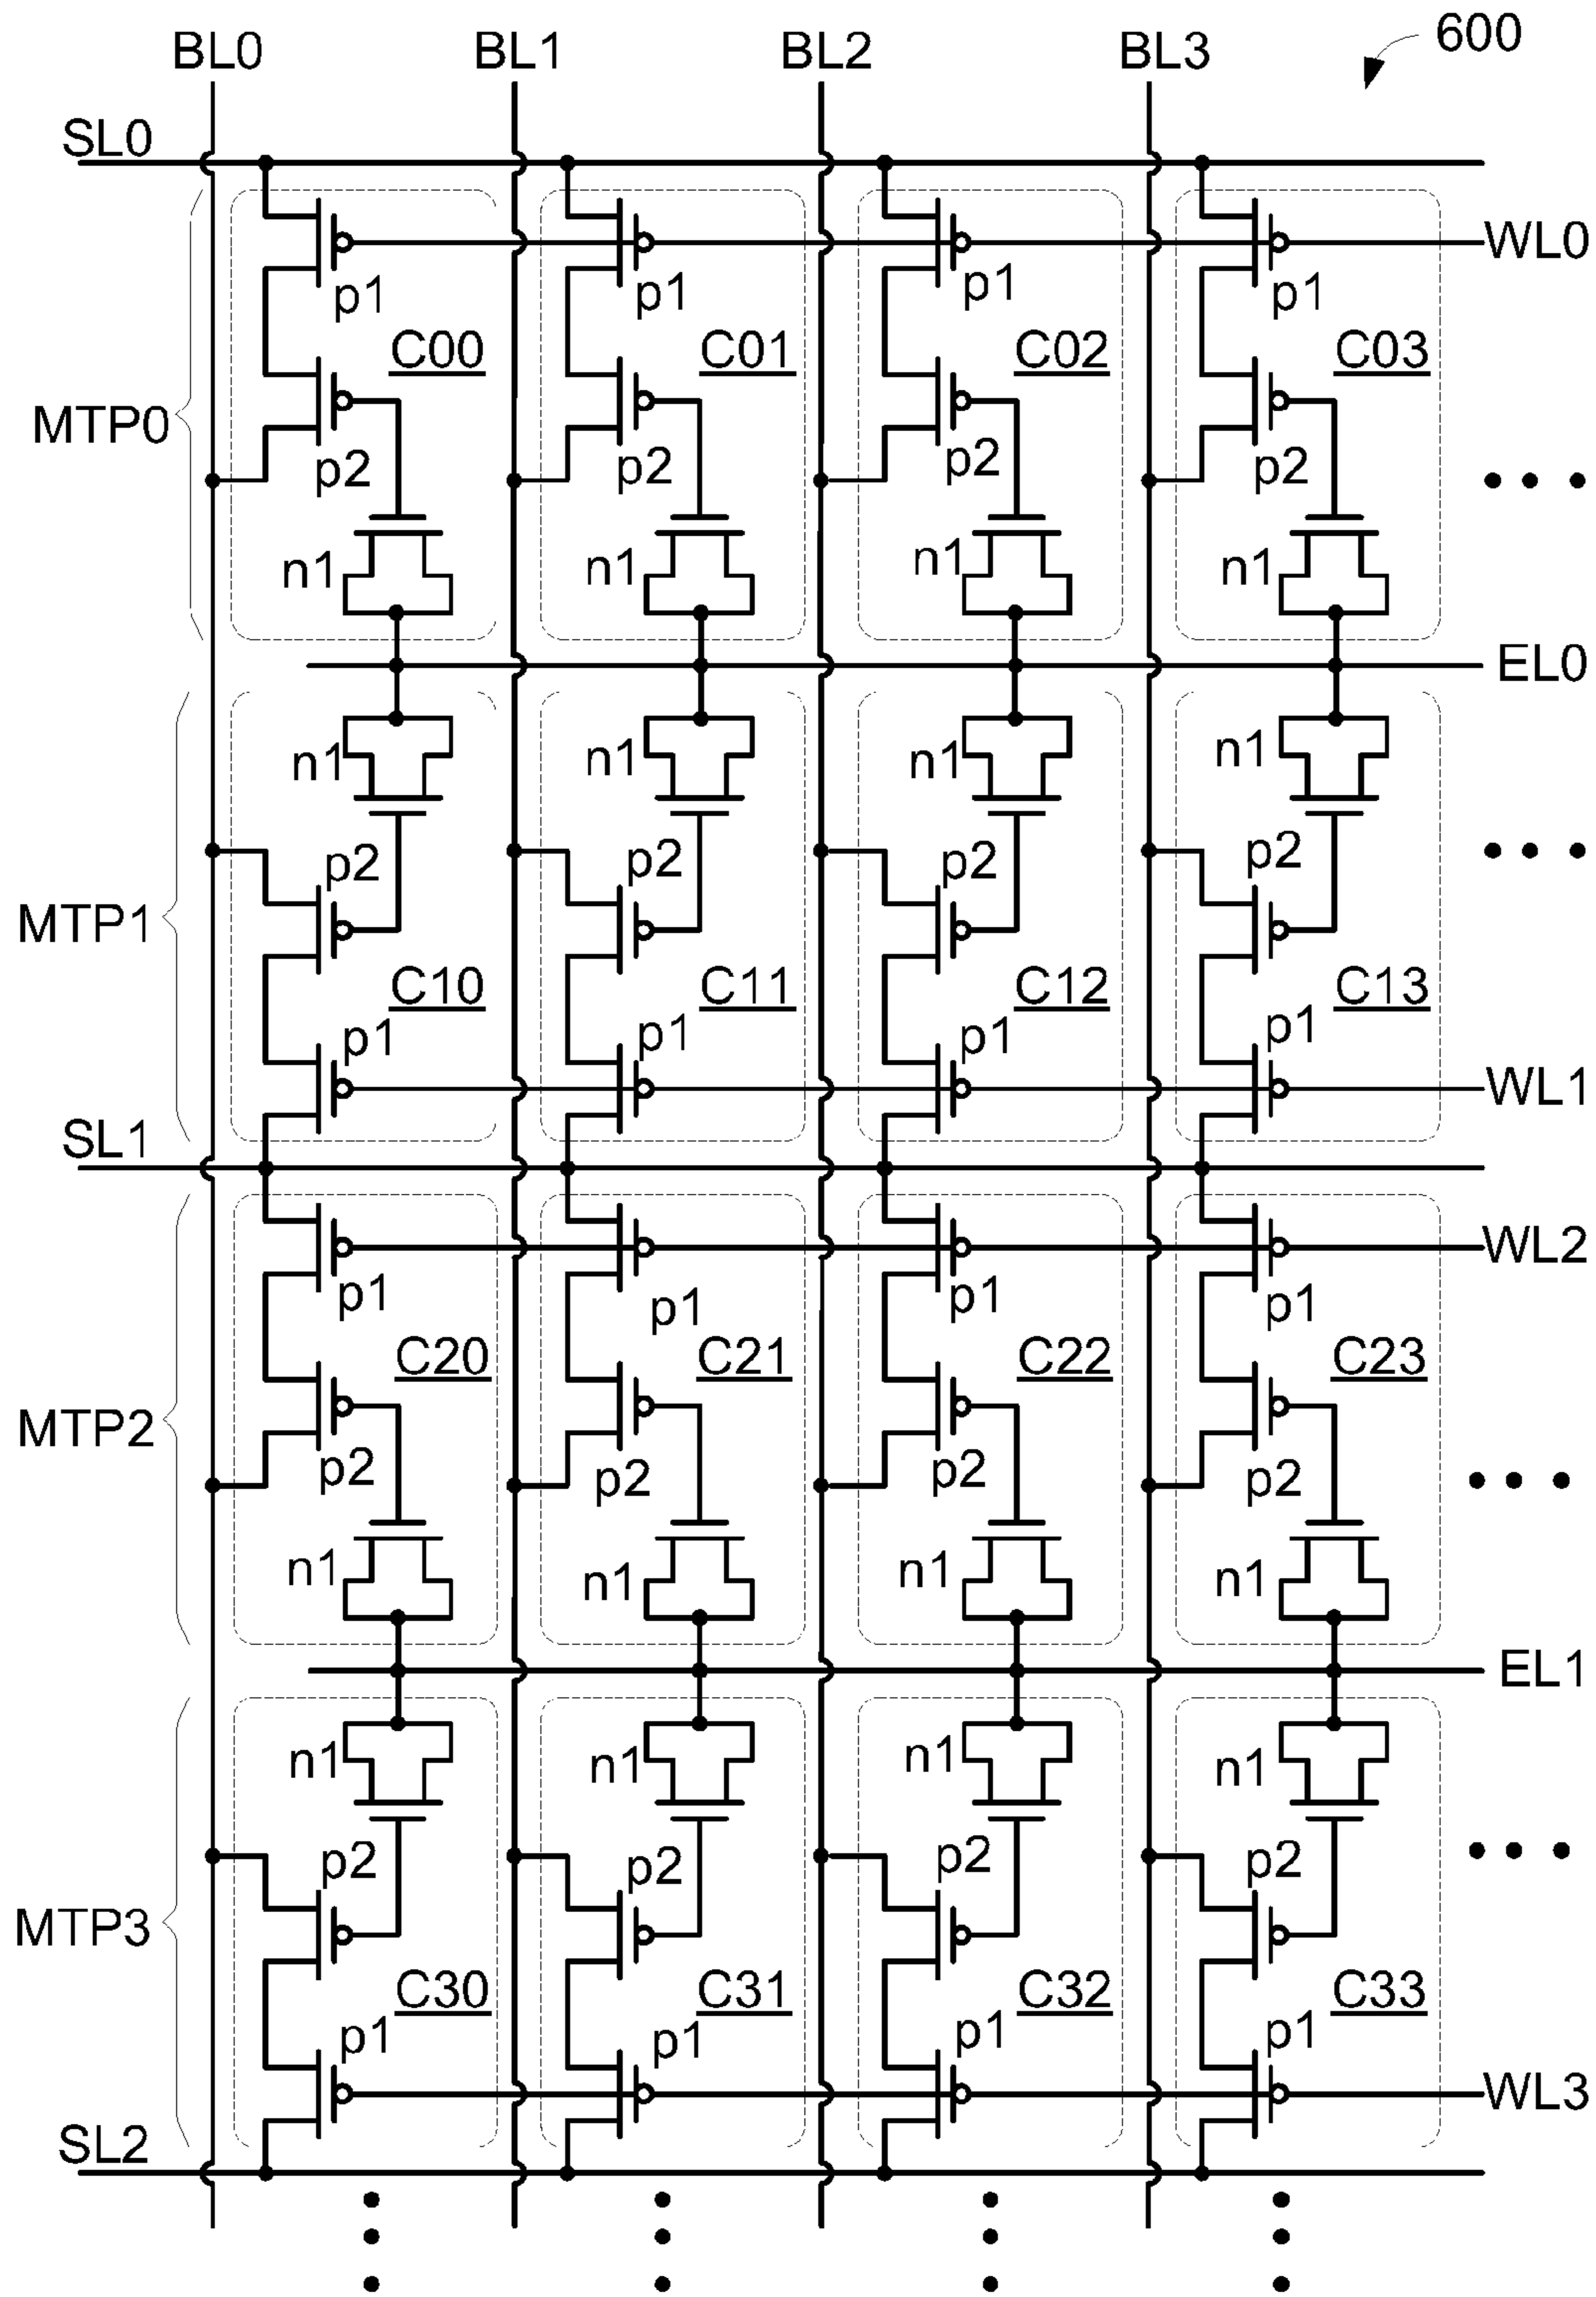 600
BL0 BL1 BL2 BL3
SL0
WL0
p1 p1 p1 p1
C00 C01 C02 C03
MTP0
p2 p2 p2 p2
n1 n1 n1 n1
EL0
n1 n1 n1 n1
p2 p2 p2 p2
MTP1
C10 C11 C12 C13
p1 p1 p1 p1
WL1
SL1
WL2
p1 p1 p1 p1
C20 C21 C22 C23
MTP2
p2 p2 p2 p2
n1 n1 n1 n1
EL1
n1 n1 n1 n1
p2 p2 p2 p2
MTP3
C30 C31 C32 C33
p1 p1 p1 p1
WL3
SL2